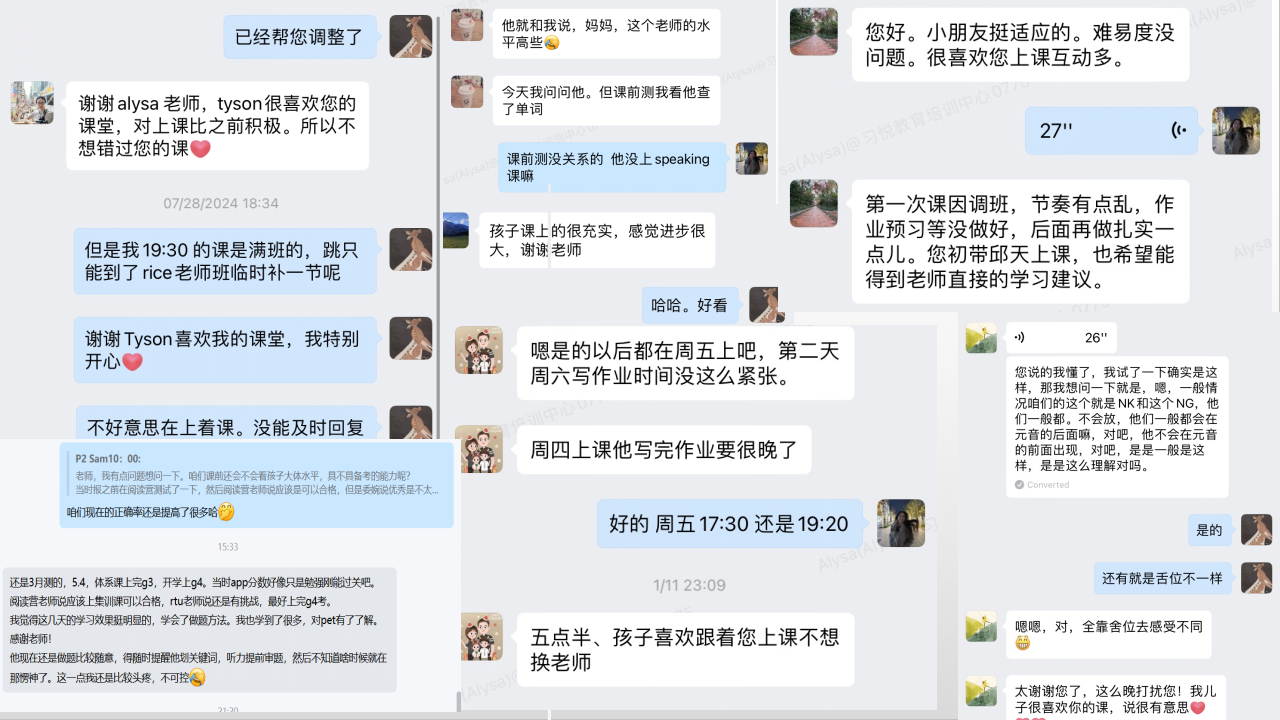 已经帮您调整了
谢谢alysa 老师，tyson很喜欢您的
课堂，对上课比之前积极。所以不
想错过您的课❤️
07/28/2024 18:34
但是我19:30 的课是满班的，跳只
能到了rice老师班临时补一节呢
谢谢Tyson喜欢我的课堂，我特别
开心❤️
不好意思在上着课。没能及时回复
P2 Sam10：00:
老师，我有点问题想问一下。咱们课前还会不会看孩子大体水平，具不具备考的能力呢？
当时报之前在阅读营测试了一下，然后阅读营老师说应该是可以合格，但是委婉说优秀是不太...
咱们现在的正确率还是提高了很多哈🤭
15:33
还是3月测的，5.4，体系课上完g3，开学上g4。当时app分数好像只是勉强刚能过关吧。
阅读营老师说应该上集训课可以合格，rtu老师说还是有挑战，最好上完g4考。
我觉得这几天的学习效果挺明显的，学会了做题方法。我也学到了很多，对pet有了了解。
感谢老师！
他现在还是做题比较随意，得随时提醒他划关键词，听力提前审题，然后不知道啥时候就在
那愣神了。这一点我还是比较头疼，不可控😂
21:20
他就和我说，妈妈，这个老师的水
平高些😂
今天我问问他。但课前测我看他查
了单词
课前测没关系的 他没上speaking
课嘛
孩子课上的很充实，感觉进步很
大，谢谢老师
哈哈。好看
嗯是的以后都在周五上吧，第二天
周六写作业时间没这么紧张。
周四上课他写完作业要很晚了
好的 周五17:30 还是19:20
1/11 23:09
五点半、孩子喜欢跟着您上课不想
换老师
您好。小朋友挺适应的。难易度没
问题。很喜欢您上课互动多。
27''
第一次课因调班，节奏有点乱，作
业预习等没做好，后面再做扎实一
点儿。您初带邱天上课，也希望能
得到老师直接的学习建议。
26''
您说的我懂了，我试了一下确实是这
样，那我想问一下就是，嗯，一般情
况咱们的这个就是NK和这个NG，他
们一般都。不会放，他们一般都会在
元音的后面嘛，对吧，他不会在元音
的前面出现，对吧，是是一般是这
样，是是这么理解对吗。
Converted
是的
还有就是舌位不一样
嗯嗯，对，全靠舍位去感受不同
😁
太谢谢您了，这么晚打扰您！我儿
子很喜欢你的课，说很有意思❤️